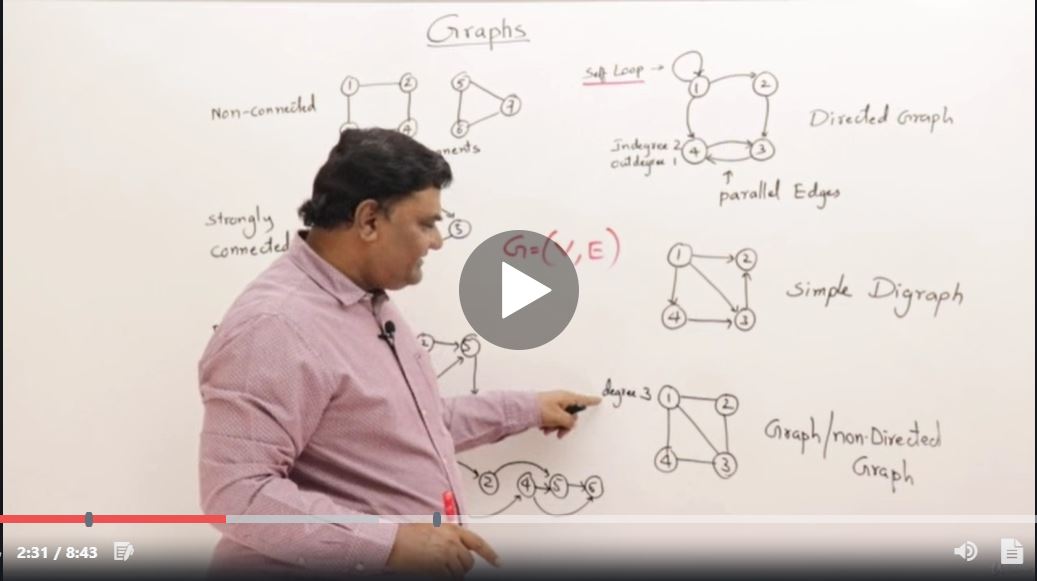 Graphs
Non-connected
1 2
4
5
7
6
nents
Self Loop
1 2
4 3
Indegree 2
Outdegree 1
parallel Edges
Directed Graph
strongly
connected
3
G=(V, E)
1 2
4 3
Simple Digraph
2 5
degree 3
1 2
4 3
Graph/non-Directed
Graph
2 4 5 6
2:31 / 8:43